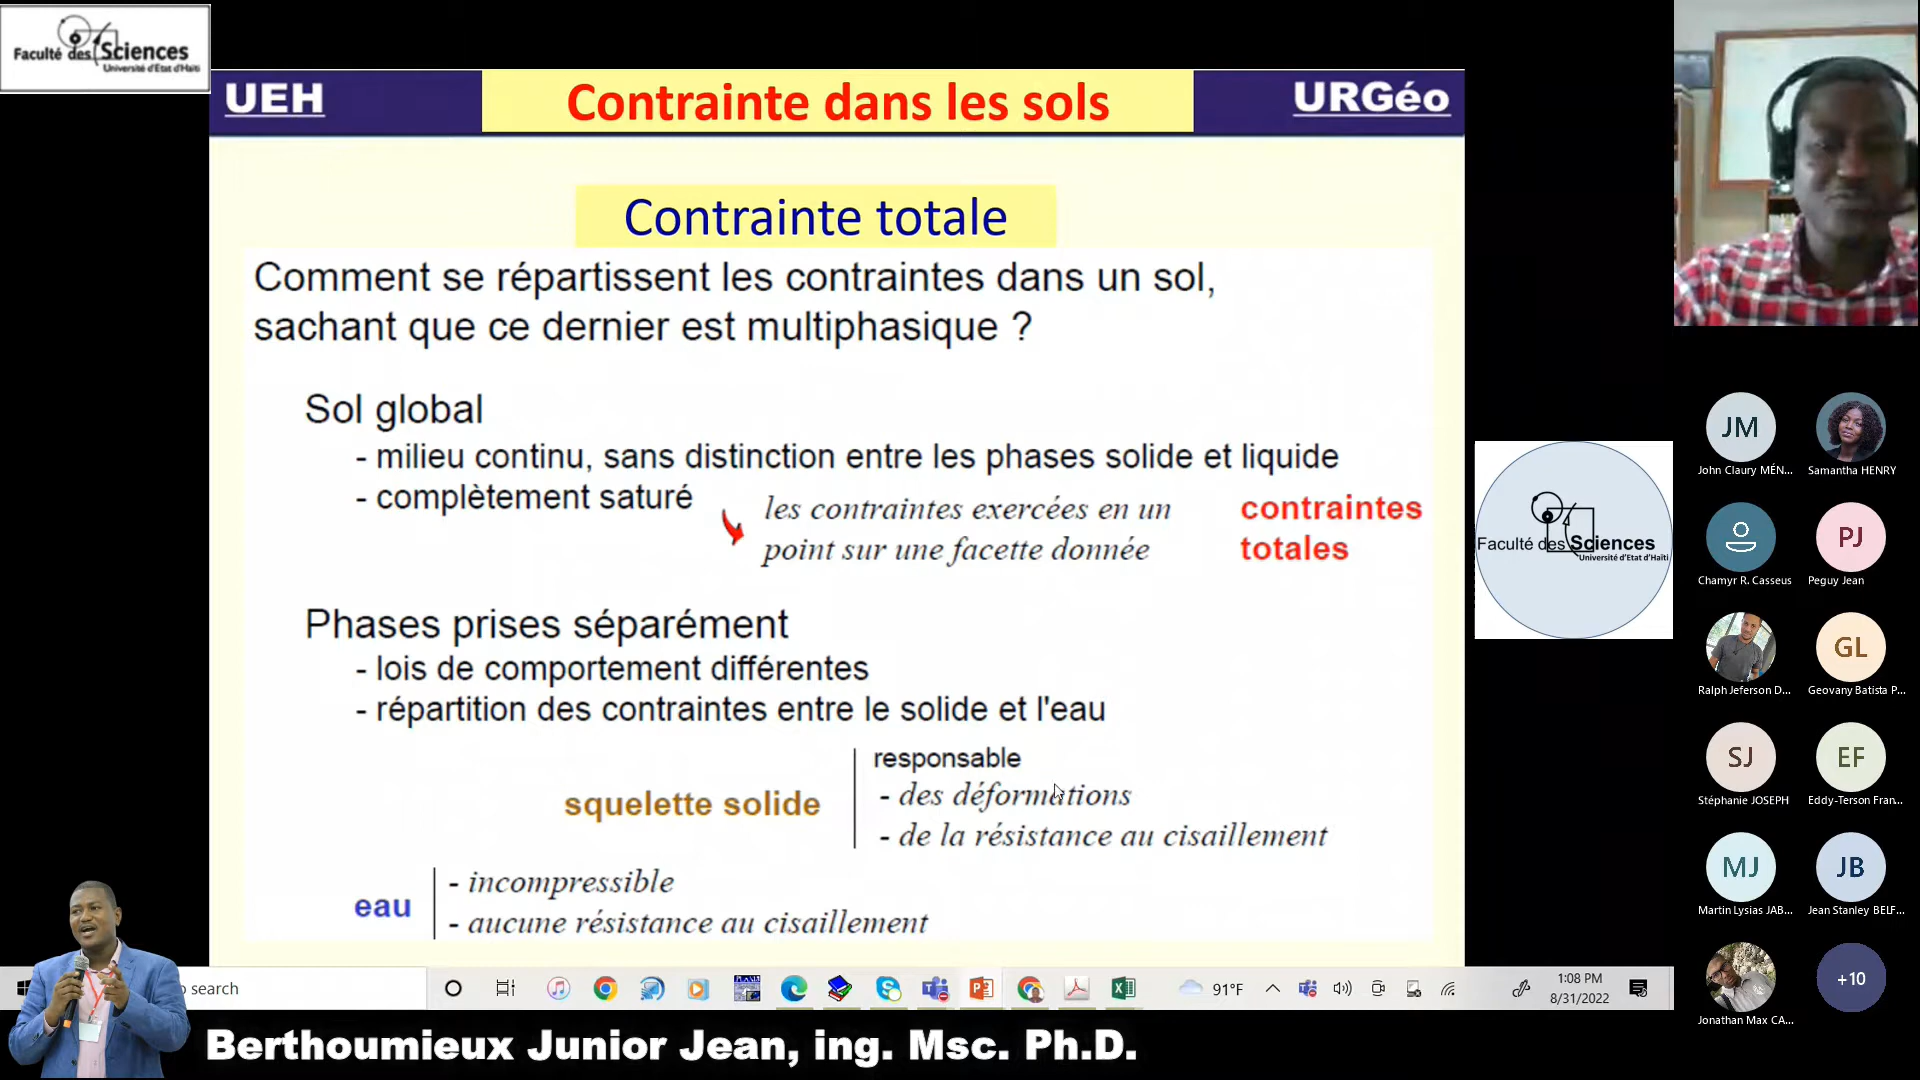 Faculté des Sciences
Université d'Etat d'Haïti
UEH
Contrainte dans les sols
URGéo
Contrainte totale
Comment se répartissent les contraintes dans un sol,
sachant que ce dernier est multiphasique ?
Sol global
- milieu continu, sans distinction entre les phases solide et liquide
- complètement saturé
les contraintes exercées en un
point sur une facette donnée
contraintes
totales
Phases prises séparément
- lois de comportement différentes
- répartition des contraintes entre le solide et l'eau
squelette solide
responsable
- des déformations
- de la résistance au cisaillement
eau
- incompressible
- aucune résistance au cisaillement
Faculté des Sciences
Université d'Etat d'Haïti
JM
John Claury MÉN...
Samantha HENRY
Chamyr R. Casseus
PJ
Peguy Jean
Ralph Jeferson D...
GL
Geovany Batista P...
SJ
Stéphanie JOSEPH
EF
Eddy-Terson Fran...
MJ
Martin Lysias JAB...
JB
Jean Stanley BELF...
Jonathan Max CA...
+10
o search
91°F
1:08 PM
8/31/2022
Berthoumieux Junior Jean, ing. Msc. Ph.D.